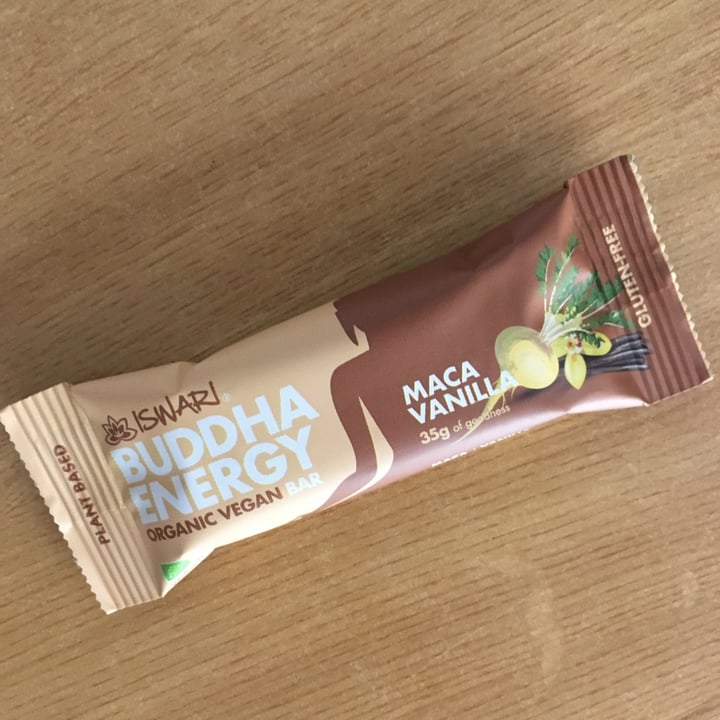 PLANT BASED
ISWARI®
BUDDHA
ENERGY
ORGANIC VEGAN BAR
MACA
VANILLA
35g of goodness
GLUTEN-FREE